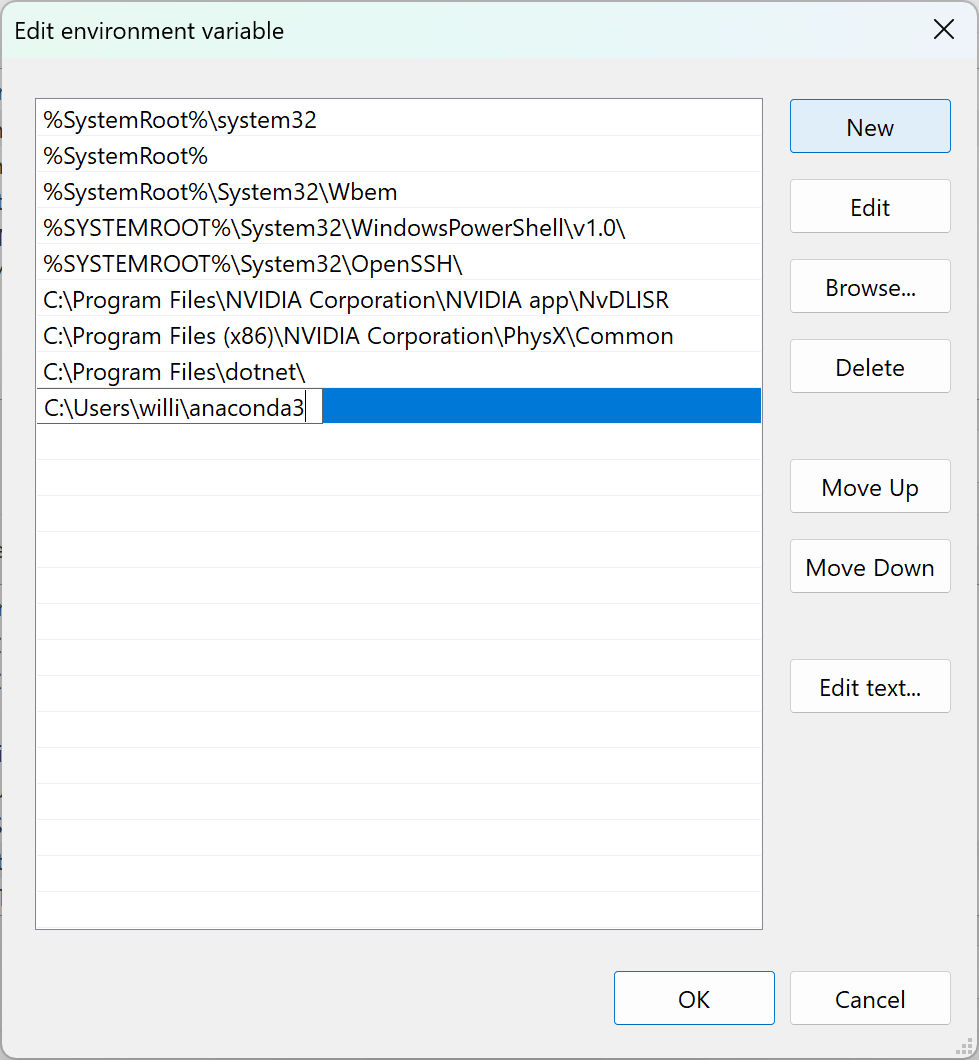 Edit environment variable
%SystemRoot%\system32
%SystemRoot%
%SystemRoot%\System32\Wbem
%SYSTEMROOT%\System32\WindowsPowerShell\v1.0\
%SYSTEMROOT%\System32\OpenSSH\
C:\Program Files\NVIDIA Corporation\NVIDIA app\NvDLISR
C:\Program Files (x86)\NVIDIA Corporation\PhysX\Common
C:\Program Files\dotnet\
C:\Users\willi\anaconda3
New
Edit
Browse...
Delete
Move Up
Move Down
Edit text...
OK
Cancel